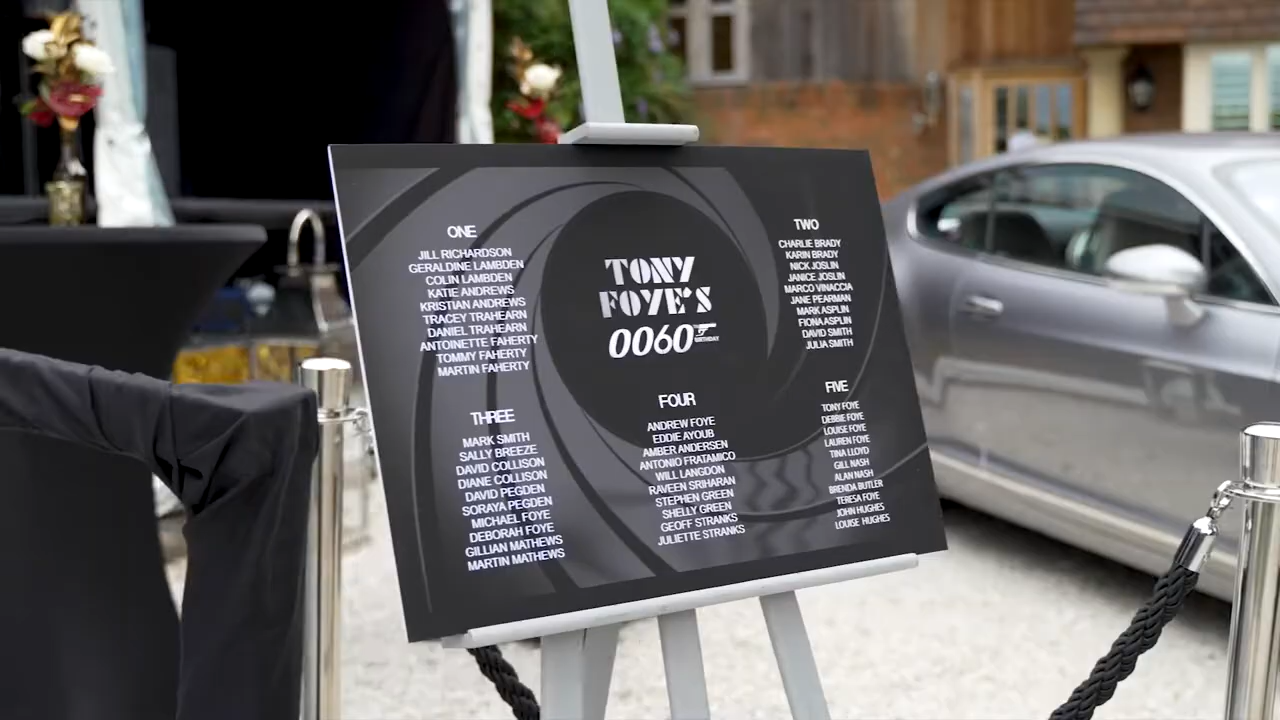 ONE
JILL RICHARDSON
GERALDINE LAMBDEN
COLIN LAMBDEN
KATIE ANDREWS
KRISTIAN ANDREWS
TRACEY TRAHEARN
DANIEL TRAHEARN
ANTOINETTE FAHERTY
TOMMY FAHERTY
MARTIN FAHERTY
TONY
FOYE'S
0060
BIRTHDAY
TWO
CHARLIE BRADY
KARIN BRADY
NICK JOSLIN
JANICE JOSLIN
MARCO VINACCIA
JANE PEARMAN
MARK ASPLIN
FIONA ASPLIN
DAVID SMITH
JULIA SMITH
THREE
MARK SMITH
SALLY BREEZE
DAVID COLLISON
DIANE COLLISON
DAVID PEGDEN
SORAYA PEGDEN
MICHAEL FOYE
DEBORAH FOYE
GILLIAN MATHEWS
MARTIN MATHEWS
FOUR
ANDREW FOYE
EDDIE AYOUB
AMBER ANDERSEN
ANTONIO FRATAMICO
WILL LANGDON
RAVEEN SRIHARAN
STEPHEN GREEN
SHELLY GREEN
GEOFF STRANKS
JULIETTE STRANKS
FIVE
TONY FOYE
DEBBIE FOYE
LOUISE FOYE
LAUREN FOYE
TINA LLOYD
GILL NASH
ALAN NASH
BRENDA BUTLER
TERESA FOYE
JOHN HUGHES
LOUISE HUGHES